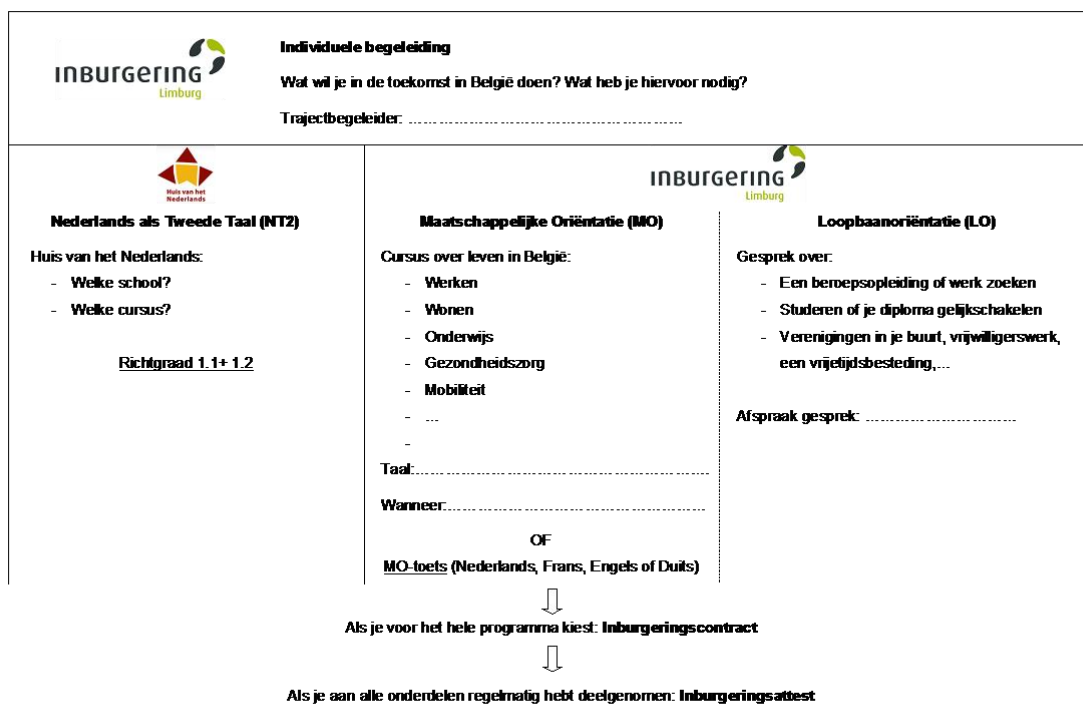 INBURGERING
Limburg
Individuele begeleiding
Wat wil je in de toekomst in België doen? Wat heb je hiervoor nodig?
Trajectbegeleider: ……………………………………………………
Huis van het
Nederlands
Nederlands als Tweede Taal (NT2)
Huis van het Nederlands:
- Welke school?
- Welke cursus?
Richtgraad 1.1+ 1.2
INBURGERING
Limburg
Maatschappelijke Oriëntatie (MO)
Cursus over leven in België:
- Werken
- Wonen
- Onderwijs
- Gezondheidszorg
- Mobiliteit
- …
-
Taal:…………………………………………………………
Wanneer:…………………………………………………
OF
MO-toets (Nederlands, Frans, Engels of Duits)
Loopbaanoriëntatie (LO)
Gesprek over:
- Een beroepsopleiding of werk zoeken
- Studeren of je diploma gelijkschakelen
- Verenigingen in je buurt, vrijwilligerswerk,
een vrijetijdsbesteding,…
Afspraak gesprek: ……………………………
Als je voor het hele programma kiest: Inburgeringscontract
Als je aan alle onderdelen regelmatig hebt deelgenomen: Inburgeringsattest